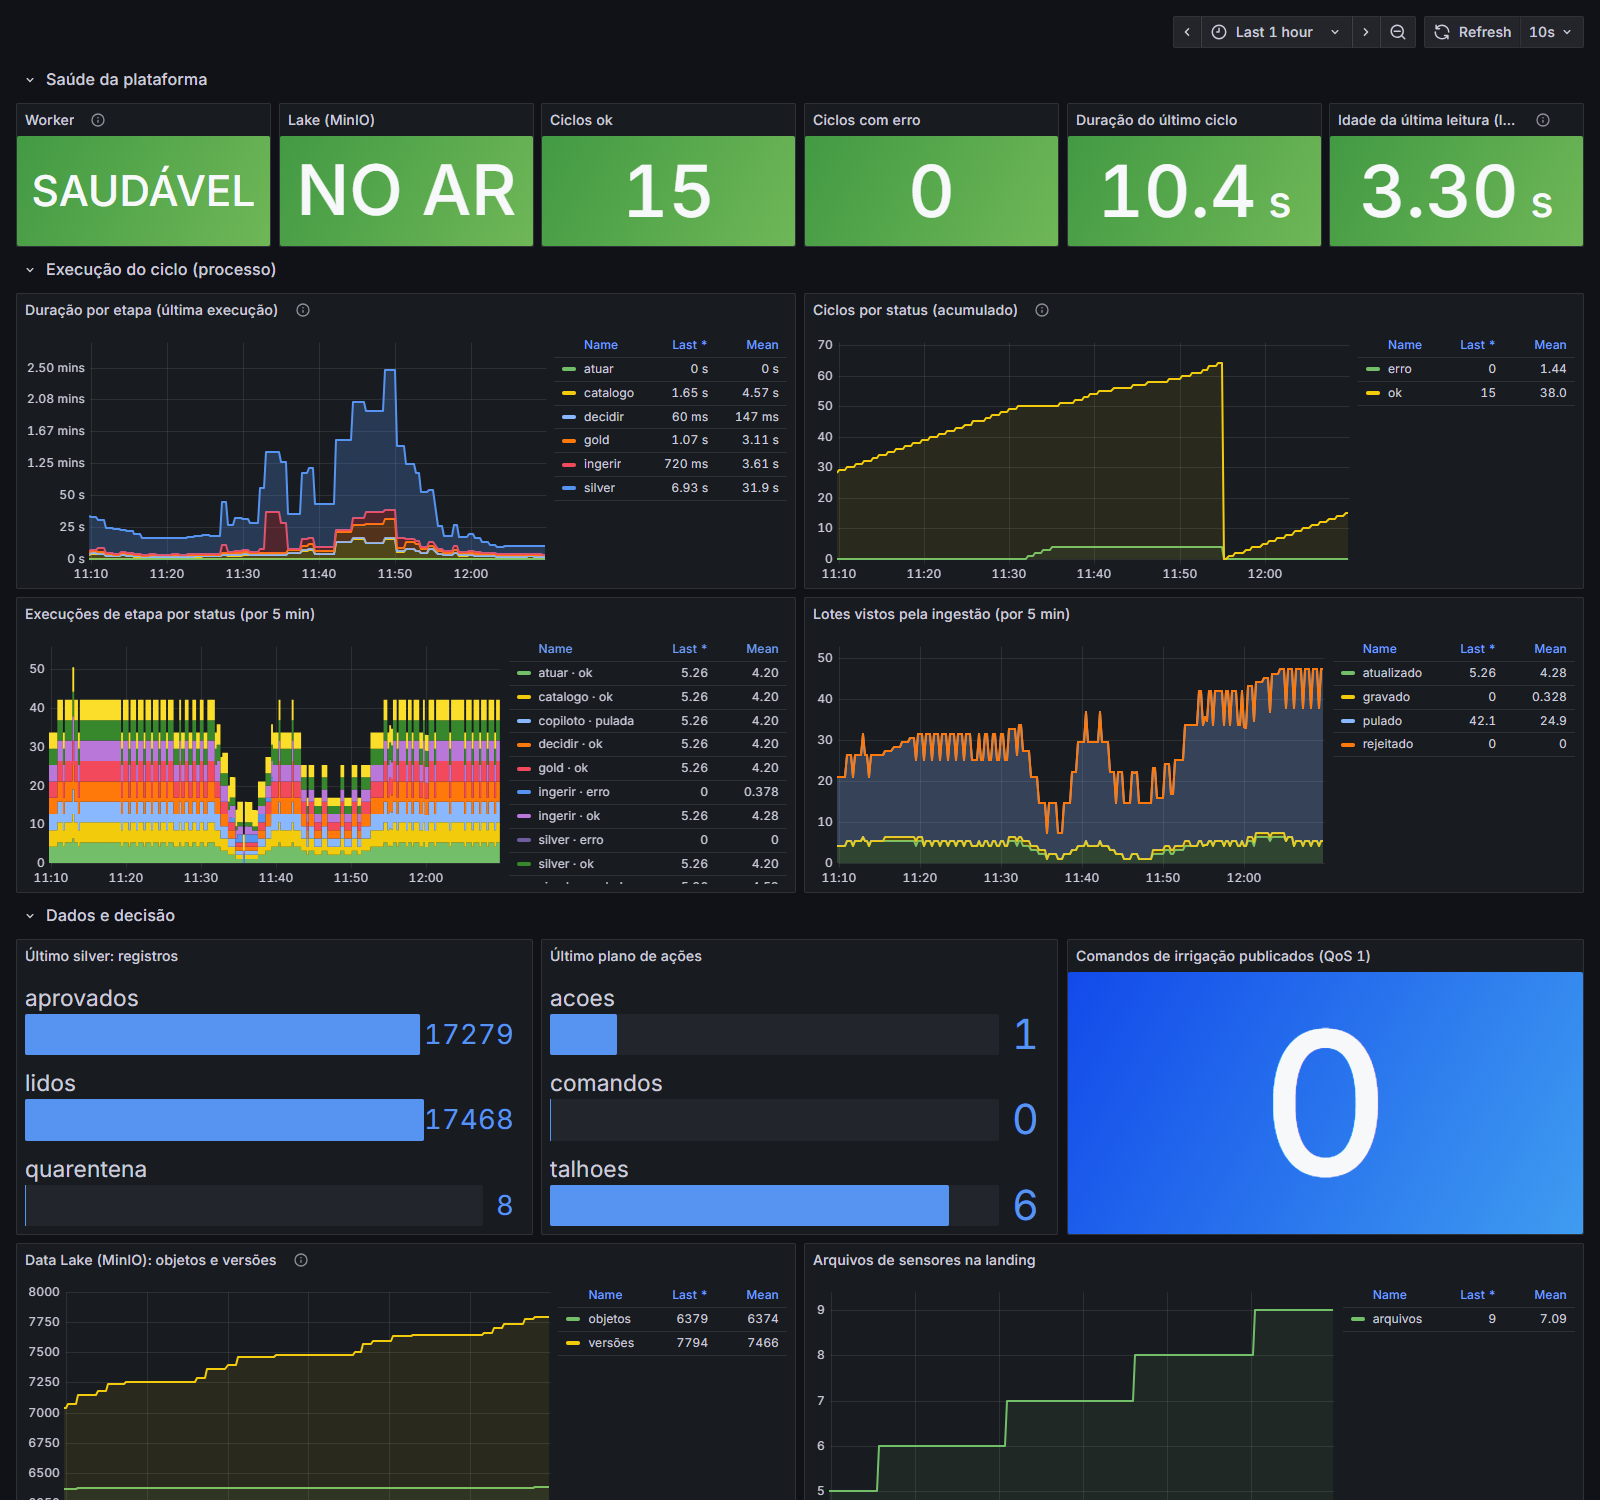 Last 1 hour
Refresh
10s
Saúde da plataforma
Worker
Lake (MinIO)
Ciclos ok
Ciclos com erro
Duração do último ciclo
Idade da última leitura (l...
SAUDÁVEL
NO AR
15
0
10.4 s
3.30 s
Execução do ciclo (processo)
Duração por etapa (última execução)
2.50 mins
2.08 mins
1.67 mins
1.25 mins
50 s
25 s
0 s
11:10 11:20 11:30 11:40 11:50 12:00
Name Last * Mean
atuar 0 s 0 s
catalogo 1.65 s 4.57 s
decidir 60 ms 147 ms
gold 1.07 s 3.11 s
ingerir 720 ms 3.61 s
silver 6.93 s 31.9 s
Ciclos por status (acumulado)
70
60
50
40
30
20
10
0
11:10 11:20 11:30 11:40 11:50 12:00
Name Last * Mean
erro 0 1.44
ok 15 38.0
Execuções de etapa por status (por 5 min)
50
40
30
20
10
0
11:10 11:20 11:30 11:40 11:50 12:00
Name Last * Mean
atuar · ok 5.26 4.20
catalogo · ok 5.26 4.20
copiloto · pulada 5.26 4.20
decidir · ok 5.26 4.20
gold · ok 5.26 4.20
ingerir · erro 0 0.378
ingerir · ok 5.26 4.28
silver · erro 0 0
silver · ok 5.26 4.20
Lotes vistos pela ingestão (por 5 min)
50
40
30
20
10
0
11:10 11:20 11:30 11:40 11:50 12:00
Name Last * Mean
atualizado 5.26 4.28
gravado 0 0.328
pulado 42.1 24.9
rejeitado 0 0
Dados e decisão
Último silver: registros
aprovados
17279
lidos
17468
quarentena
8
Último plano de ações
acoes
1
comandos
0
talhoes
6
Comandos de irrigação publicados (QoS 1)
0
Data Lake (MinIO): objetos e versões
8000
7750
7500
7250
7000
6750
6500
Name Last * Mean
objetos 6379 6374
versões 7794 7466
Arquivos de sensores na landing
9
8
7
6
5
Name Last * Mean
arquivos 9 7.09